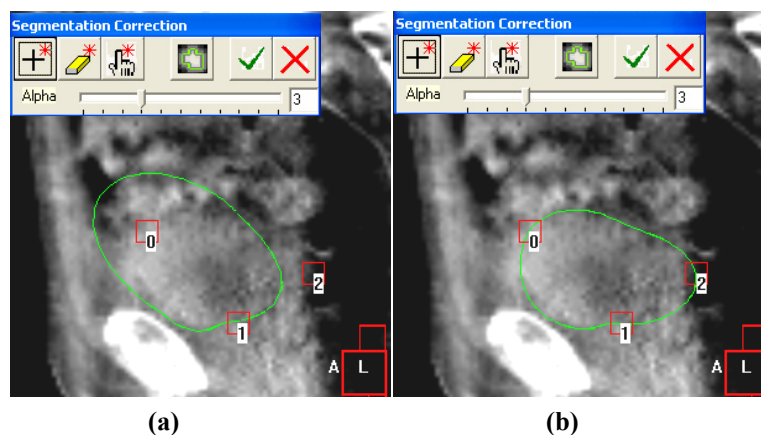 Segmentation Correction
Alpha 3
0
1
2
A L
(a)
Segmentation Correction
Alpha 3
0
1
2
A L
(b)